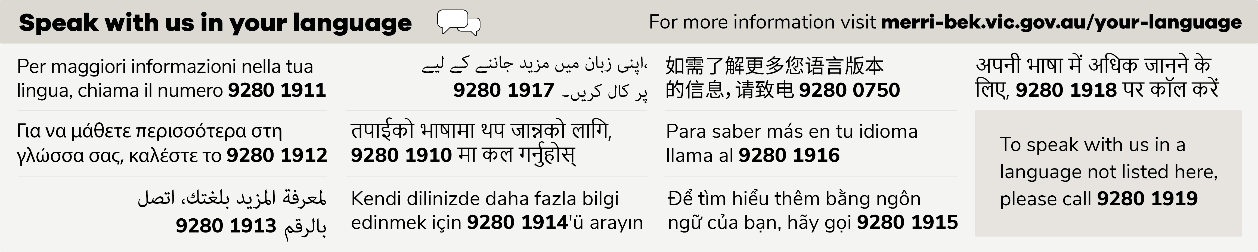 Speak with us in your language
For more information visit merri-bek.vic.gov.au/your-language
Per maggiori informazioni nella tua
lingua, chiama il numero 9280 1911
Για να μάθετε περισσότερα στη
γλώσσα σας, καλέστε το 9280 1912
لمعرفة المزيد بلغتك، اتصل
بالرقم 9280 1913
اپنی زبان میں مزید جاننے کے لیے،
9280 1917 پر کال کریں۔
तपाईको भाषामा थप जान्नको लागि,
9280 1910 मा कल गर्नुहोस्
Kendi dilinizde daha fazla bilgi
edinmek için 9280 1914'ü arayın
如需了解更多您语言版本
的信息，请致电 9280 0750
Para saber más en tu idioma
llama al 9280 1916
Để tìm hiểu thêm bằng ngôn
ngữ của bạn, hãy gọi 9280 1915
अपनी भाषा में अधिक जानने के
लिए, 9280 1918 पर कॉल करें
To speak with us in a
language not listed here,
please call 9280 1919